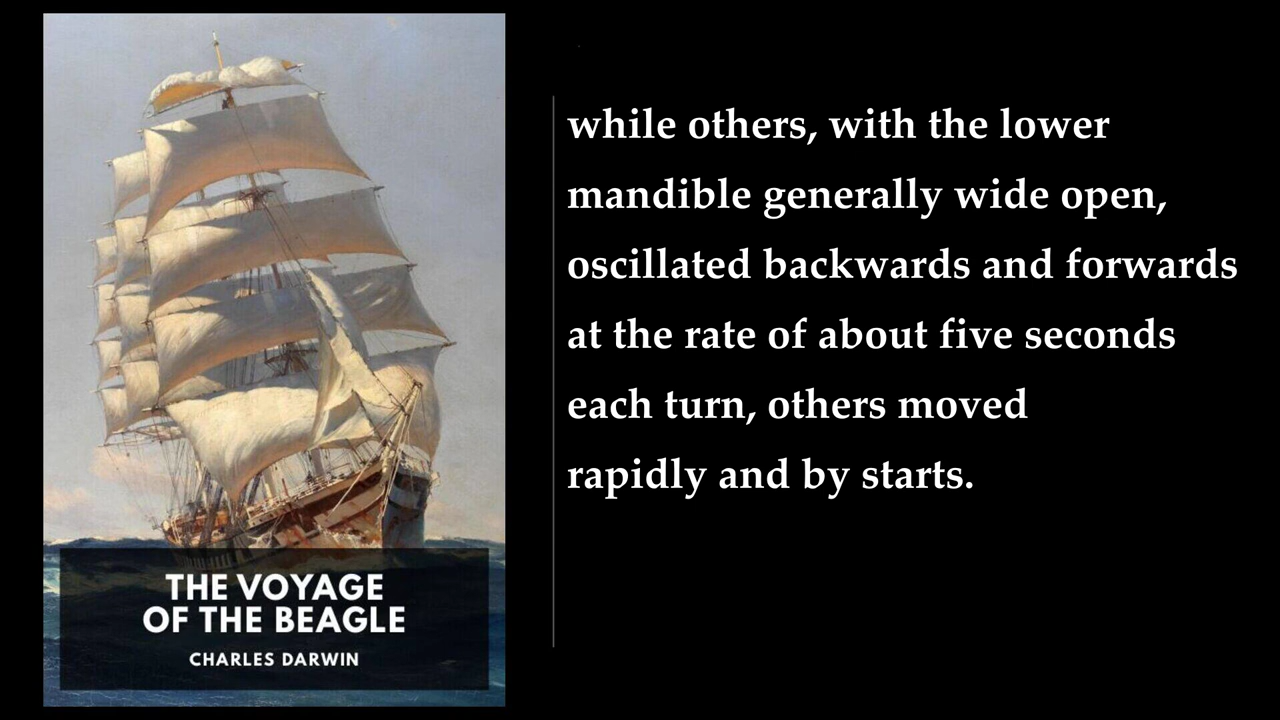 THE VOYAGE
OF THE BEAGLE
CHARLES DARWIN
while others, with the lower
mandible generally wide open,
oscillated backwards and forwards
at the rate of about five seconds
each turn, others moved
rapidly and by starts.